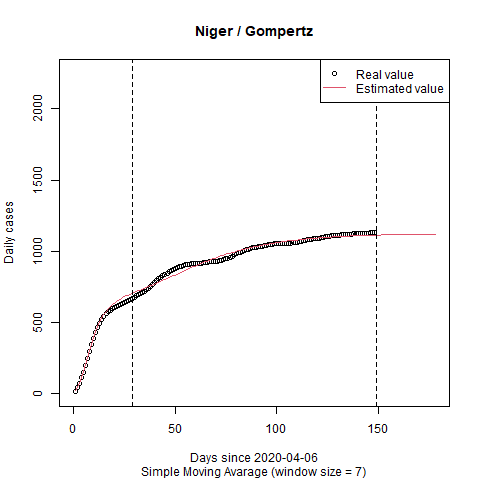 Niger / Gompertz
Real value
Estimated value
2000
1500
1000
500
0
Daily cases
0 50 100 150
Days since 2020-04-06
Simple Moving Avarage (window size = 7)